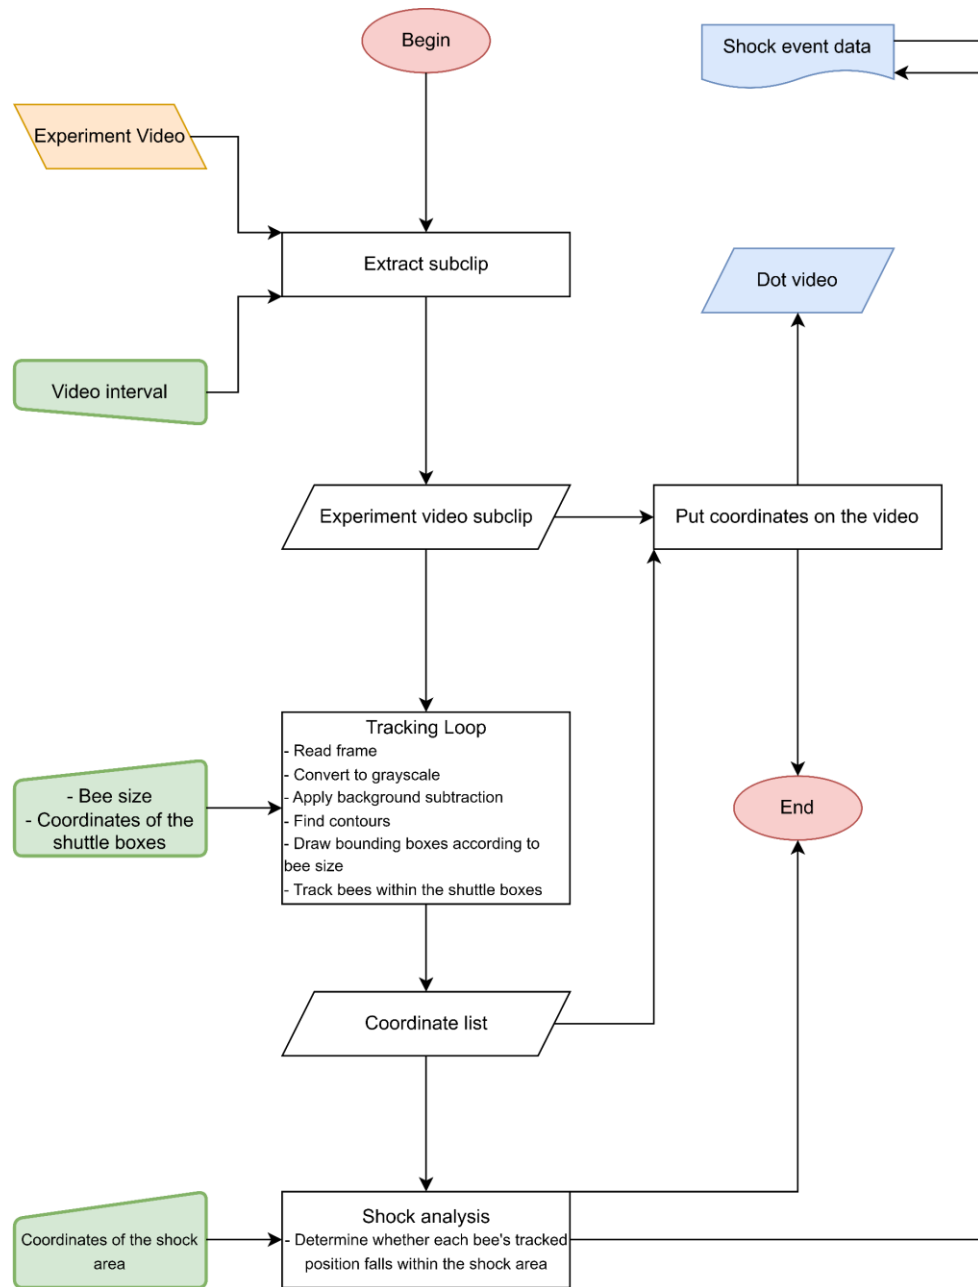 Begin
Shock event data
Experiment Video
Extract subclip
Dot video
Video interval
Experiment video subclip
Put coordinates on the video
Tracking Loop
- Read frame
- Convert to grayscale
- Apply background subtraction
- Find contours
- Draw bounding boxes according to
bee size
- Track bees within the shuttle boxes
- Bee size
- Coordinates of the
shuttle boxes
End
Coordinate list
Shock analysis
- Determine whether each bee's tracked
position falls within the shock area
Coordinates of the shock
area